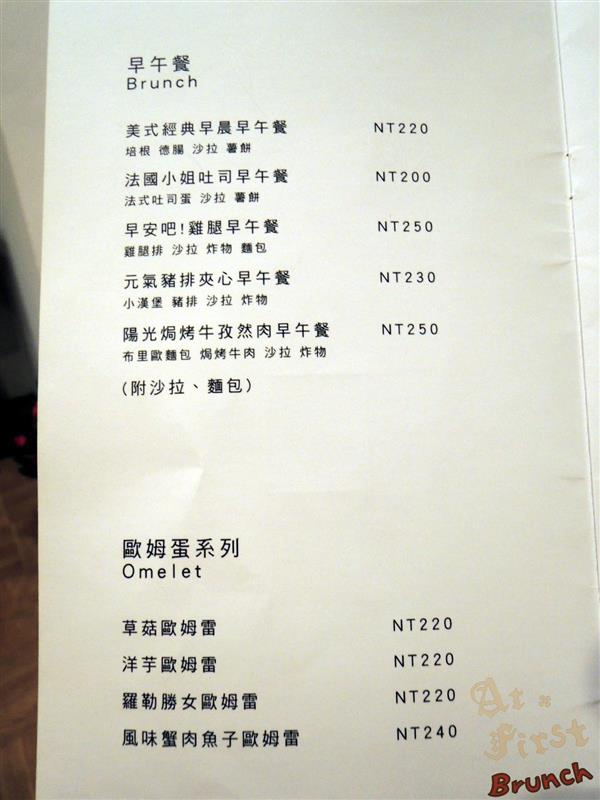 早午餐
Brunch
美式經典早晨早午餐 NT220
培根 德腸 沙拉 薯餅
法國小姐吐司早午餐 NT200
法式吐司蛋 沙拉 薯餅
早安吧!雞腿早午餐 NT250
雞腿排 沙拉 炸物 麵包
元氣豬排夾心早午餐 NT230
小漢堡 豬排 沙拉 炸物
陽光焗烤牛孜然肉早午餐 NT250
布里歐麵包 焗烤牛肉 沙拉 炸物
(附沙拉、麵包)
歐姆蛋系列
Omelet
草菇歐姆雷 NT220
洋芋歐姆雷 NT220
羅勒勝女歐姆雷 NT220
風味蟹肉魚子歐姆雷 NT240
At
First
Brunch